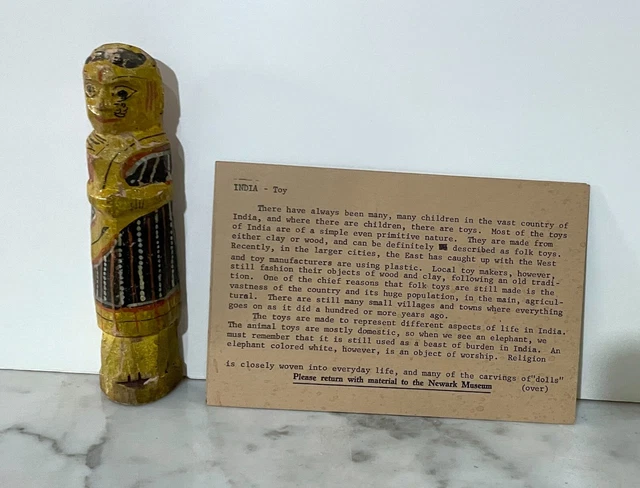 INDIA - Toy
There have always been many, many children in the vast country of
India, and where there are children, there are toys. Most of the toys
of India are of a simple even primitive nature. They are made from
either clay or wood, and can be definitely described as folk toys.
Recently, in the larger cities, the East has caught up with the West
and toy manufacturers are using plastic. Local toy makers, however,
still fashion their objects of wood and clay, following an old tradi-
tion. One of the chief reasons that folk toys are still made is the
vastness of the country and its huge population, in the main, agricul-
tural. There are still many small villages and towns where everything
goes on as it did a hundred or more years ago.
The toys are made to represent different aspects of life in India.
The animal toys are mostly domestic, so when we see an elephant, we
must remember that it is still used as a beast of burden in India. An
elephant colored white, however, is an object of worship. Religion
is closely woven into everyday life, and many of the carvings of"dolls"
Please return with material to the Newark Museum (over)